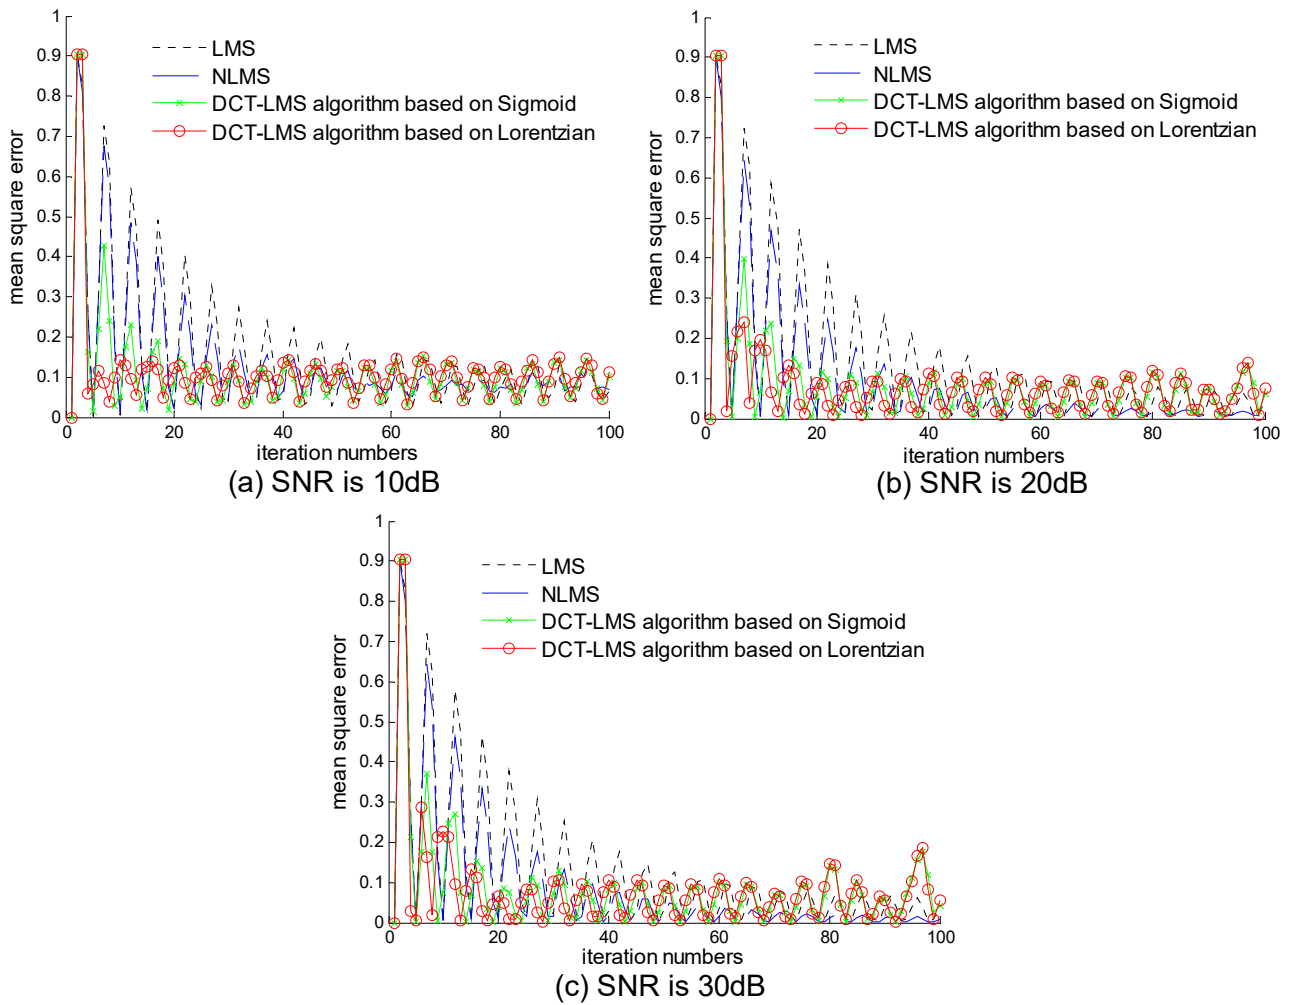 1
0.9
0.8
0.7
0.6
0.5
0.4
0.3
0.2
0.1
0
mean square error
LMS
NLMS
DCT-LMS algorithm based on Sigmoid
DCT-LMS algorithm based on Lorentzian
0 20 40 60 80 100
iteration numbers
(a) SNR is 10dB
1
0.9
0.8
0.7
0.6
0.5
0.4
0.3
0.2
0.1
0
mean square error
LMS
NLMS
DCT-LMS algorithm based on Sigmoid
DCT-LMS algorithm based on Lorentzian
0 20 40 60 80 100
iteration numbers
(b) SNR is 20dB
1
0.9
0.8
0.7
0.6
0.5
0.4
0.3
0.2
0.1
0
mean square error
LMS
NLMS
DCT-LMS algorithm based on Sigmoid
DCT-LMS algorithm based on Lorentzian
0 20 40 60 80 100
iteration numbers
(c) SNR is 30dB